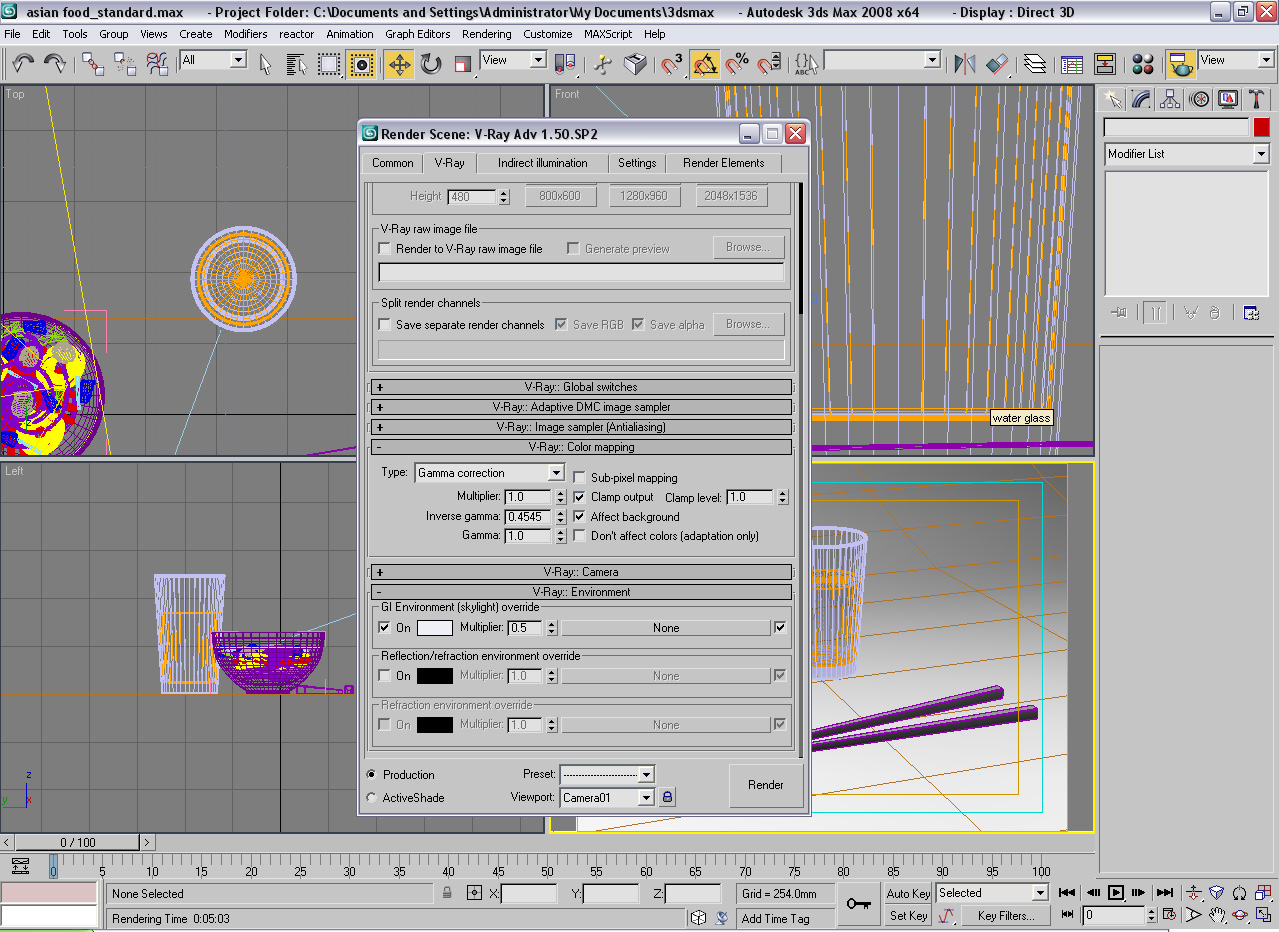 asian food_standard.max - Project Folder: C:\Documents and Settings\Administrator\My Documents\3dsmax - Autodesk 3ds Max 2008 x64 - Display : Direct 3D
File Edit Tools Group Views Create Modifiers reactor Animation Graph Editors Rendering Customize MAXScript Help
All View 3 % ABC View
Top
Front
Render Scene: V-Ray Adv 1.50.SP2
Common V-Ray Indirect illumination Settings Render Elements
Height 480 800x600 1280x960 2048x1536
V-Ray raw image file
Render to V-Ray raw image file Generate preview Browse...
Split render channels
Save separate render channels Save RGB Save alpha Browse...
+ V-Ray:: Global switches
+ V-Ray:: Adaptive DMC image sampler
+ V-Ray:: Image sampler (Antialiasing)
- V-Ray:: Color mapping
Type: Gamma correction Sub-pixel mapping
Multiplier: 1.0 Clamp output Clamp level: 1.0
Inverse gamma: 0.4545 Affect background
Gamma: 1.0 Don't affect colors (adaptation only)
+ V-Ray:: Camera
- V-Ray:: Environment
GI Environment (skylight) override
On Multiplier: 0.5 None
Reflection/refraction environment override
On Multiplier: 1.0 None
Refraction environment override
On Multiplier: 1.0 None
Production Preset: -------------------------
ActiveShade Viewport: Camera01
Render
Modifier List
water glass
Left
z
y x
< 0 / 100 >
0 5 10 15 20 25 30 35 40 45 50 55 60 65 70 75 80 85 90 95 100
None Selected X: Y: Z: Grid = 254.0mm Auto Key Selected
Rendering Time 0:05:03 Add Time Tag Set Key Key Filters... 0